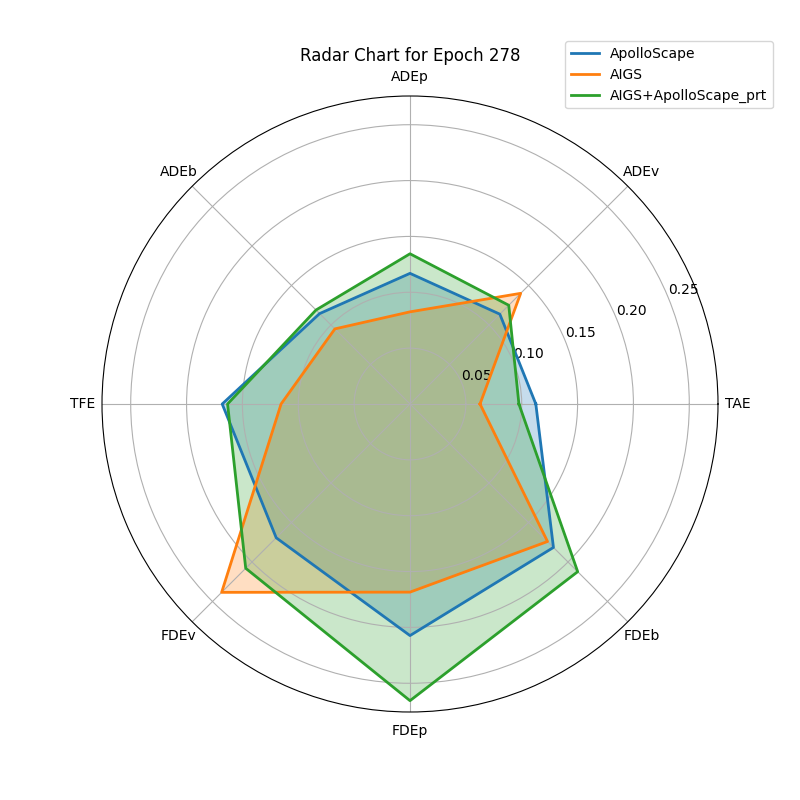 Radar Chart for Epoch 278
ApolloScape
AIGS
AIGS+ApolloScape_prt
ADEp
ADEb
ADEv
0.25
0.20
0.15
0.10
0.05
TFE
TAE
FDEv
FDEb
FDEp